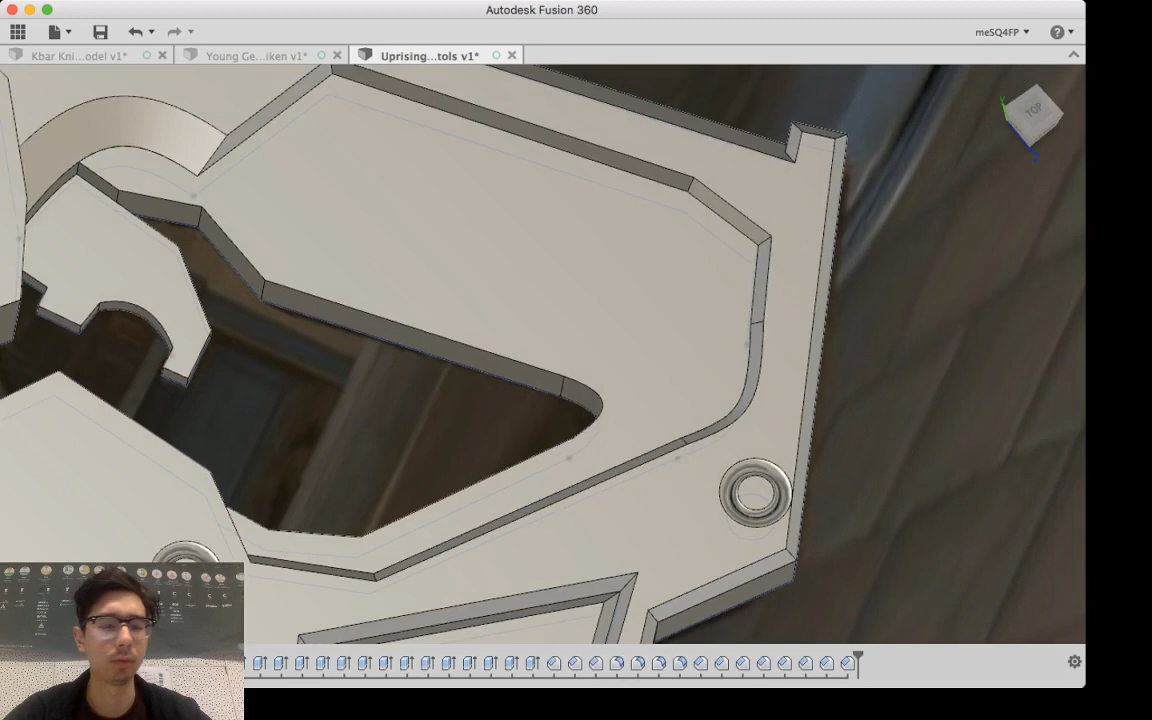 Autodesk Fusion 360
meSQ4FP
Kbar Kni...odel v1*
Young Ge...iken v1*
Uprising...tols v1*
TOP
Y
Z